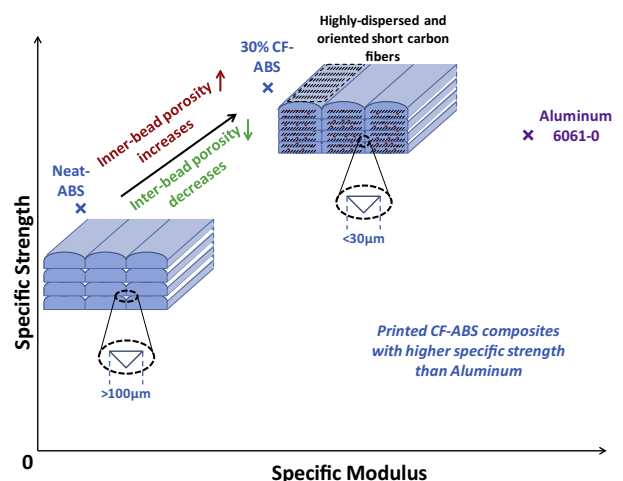 Highly-dispersed and
oriented short carbon
fibers
30% CF-
ABS
Inner-bead porosity
increases
Inter-bead porosity
decreases
Aluminum
6061-0
Neat-
ABS
<30µm
>100µm
Printed CF-ABS composites
with higher specific strength
than Aluminum
Specific Strength
0
Specific Modulus